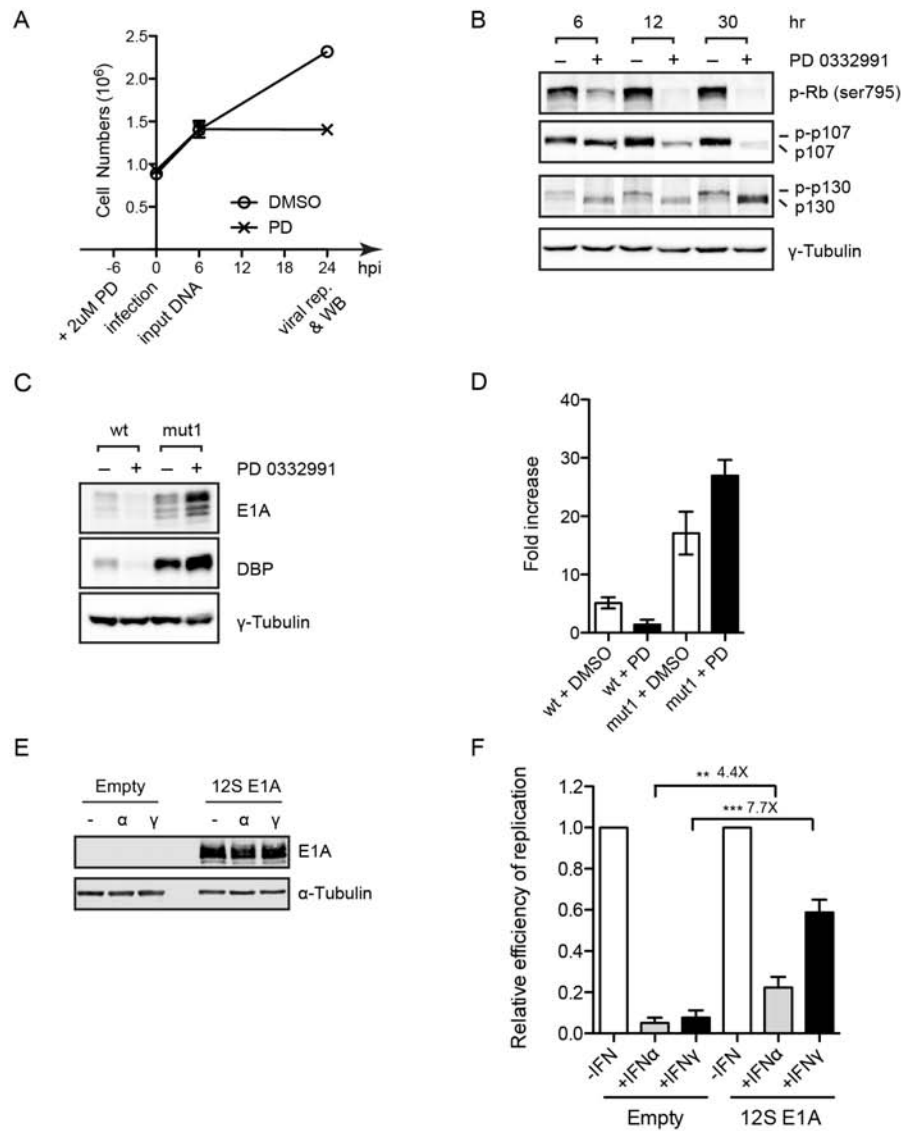 A
Cell Numbers (10⁶)
2.5
2.0
1.5
1.0
0.5
0
DMSO
PD
-6 0 6 12 18 24 hpi
+ 2uM PD
infection
input DNA
viral rep. & WB
B
6 12 30 hr
– + – + – + PD 0332991
p-Rb (ser795)
p-p107
p107
p-p130
p130
γ-Tubulin
C
wt mut1
– + – + PD 0332991
E1A
DBP
γ-Tubulin
D
Fold increase
40
30
20
10
0
wt + DMSO
wt + PD
mut1 + DMSO
mut1 + PD
E
Empty 12S E1A
- α γ - α γ
E1A
α-Tubulin
F
Relative efficiency of replication
1.2
1.0
0.8
0.6
0.4
0.2
0.0
** 4.4X
*** 7.7X
-IFN
+IFNα
+IFNγ
-IFN
+IFNα
+IFNγ
Empty 12S E1A